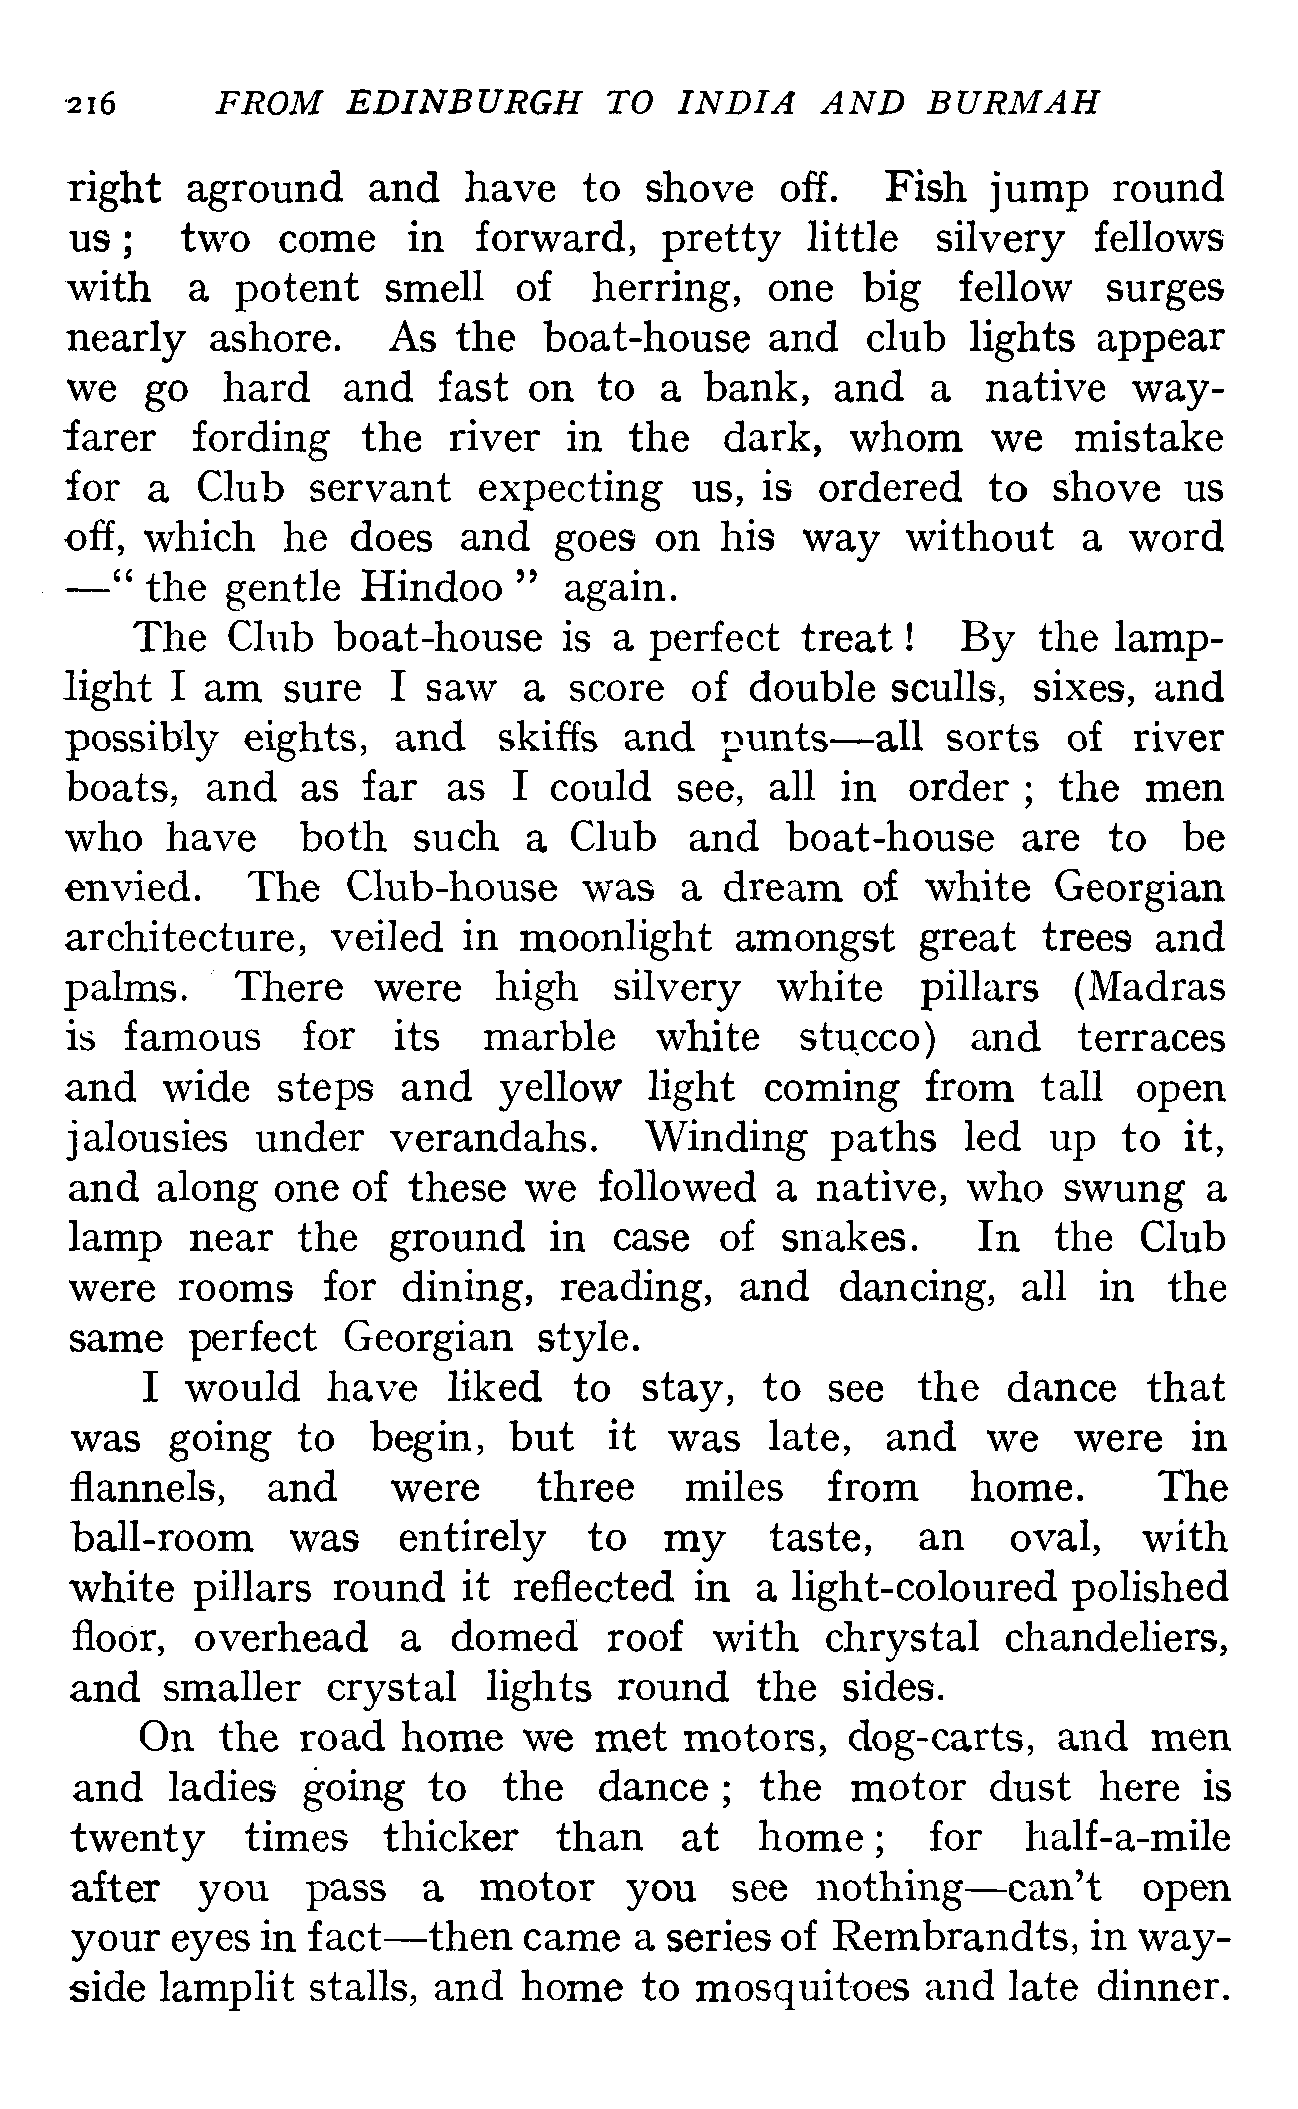 216 FROM EDINBURGH TO INDIA AND BURMAH
right aground and have to shove off. Fish jump round
us ; two come in forward, pretty little silvery fellows
with a potent smell of herring, one big fellow surges
nearly ashore. As the boat-house and club lights appear
we go hard and fast on to a bank, and a native way-
farer fording the river in the dark, whom we mistake
for a Club servant expecting us, is ordered to shove us
off, which he does and goes on his way without a word
—“ the gentle Hindoo ” again.
The Club boat-house is a perfect treat ! By the lamp-
light I am sure I saw a score of double sculls, sixes, and
possibly eights, and skiffs and punts—all sorts of river
boats, and as far as I could see, all in order ; the men
who have both such a Club and boat-house are to be
envied. The Club-house was a dream of white Georgian
architecture, veiled in moonlight amongst great trees and
palms. There were high silvery white pillars (Madras
is famous for its marble white stucco) and terraces
and wide steps and yellow light coming from tall open
jalousies under verandahs. Winding paths led up to it,
and along one of these we followed a native, who swung a
lamp near the ground in case of snakes. In the Club
were rooms for dining, reading, and dancing, all in the
same perfect Georgian style.
I would have liked to stay, to see the dance that
was going to begin, but it was late, and we were in
flannels, and were three miles from home. The
ball-room was entirely to my taste, an oval, with
white pillars round it reflected in a light-coloured polished
floor, overhead a domed roof with chrystal chandeliers,
and smaller crystal lights round the sides.
On the road home we met motors, dog-carts, and men
and ladies going to the dance ; the motor dust here is
twenty times thicker than at home ; for half-a-mile
after you pass a motor you see nothing—can’t open
your eyes in fact—then came a series of Rembrandts, in way-
side lamplit stalls, and home to mosquitoes and late dinner.